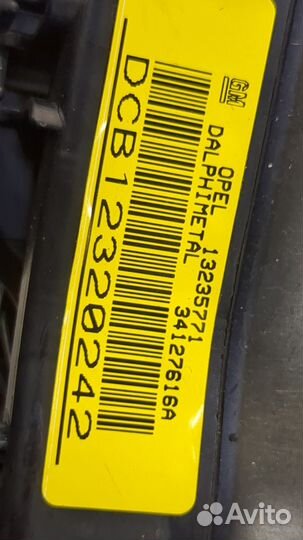 GM
OPEL 13235771
DALPHIMETAL 34127616A
DCB12320242
Avito